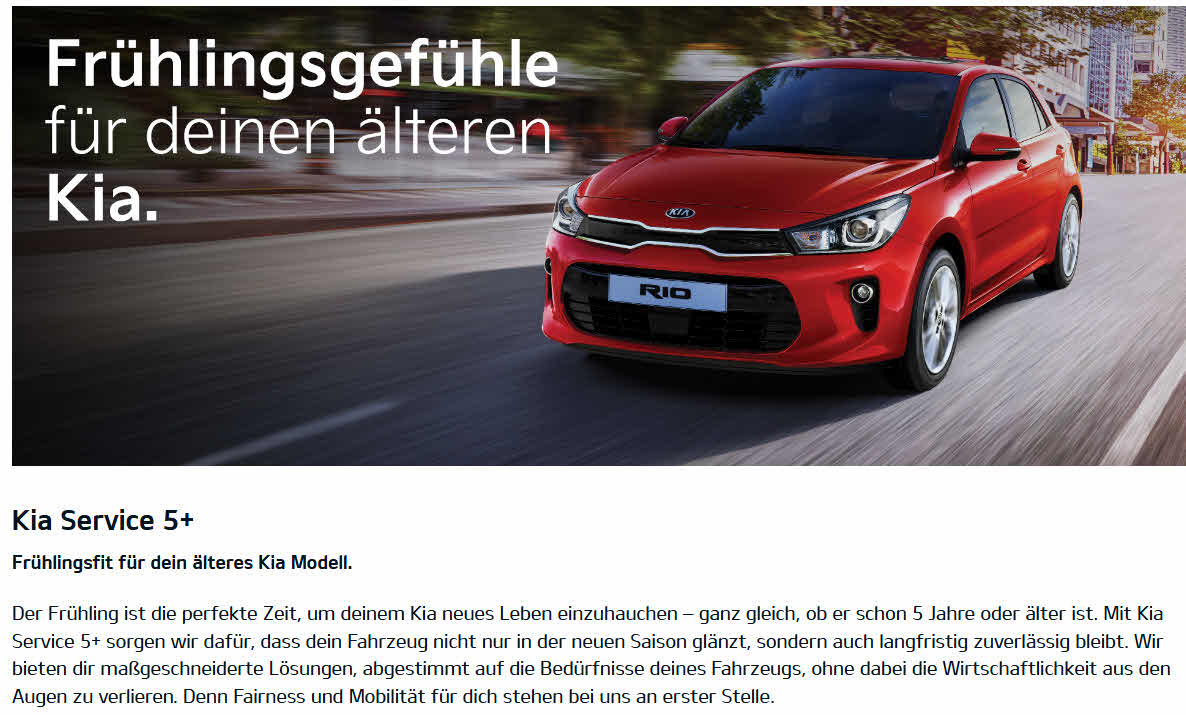 Frühlingsgefühle
für deinen älteren
Kia.
KIA
RIO
Kia Service 5+
Frühlingsfit für dein älteres Kia Modell.
Der Frühling ist die perfekte Zeit, um deinem Kia neues Leben einzuhauchen – ganz gleich, ob er schon 5 Jahre oder älter ist. Mit Kia
Service 5+ sorgen wir dafür, dass dein Fahrzeug nicht nur in der neuen Saison glänzt, sondern auch langfristig zuverlässig bleibt. Wir
bieten dir maßgeschneiderte Lösungen, abgestimmt auf die Bedürfnisse deines Fahrzeugs, ohne dabei die Wirtschaftlichkeit aus den
Augen zu verlieren. Denn Fairness und Mobilität für dich stehen bei uns an erster Stelle.